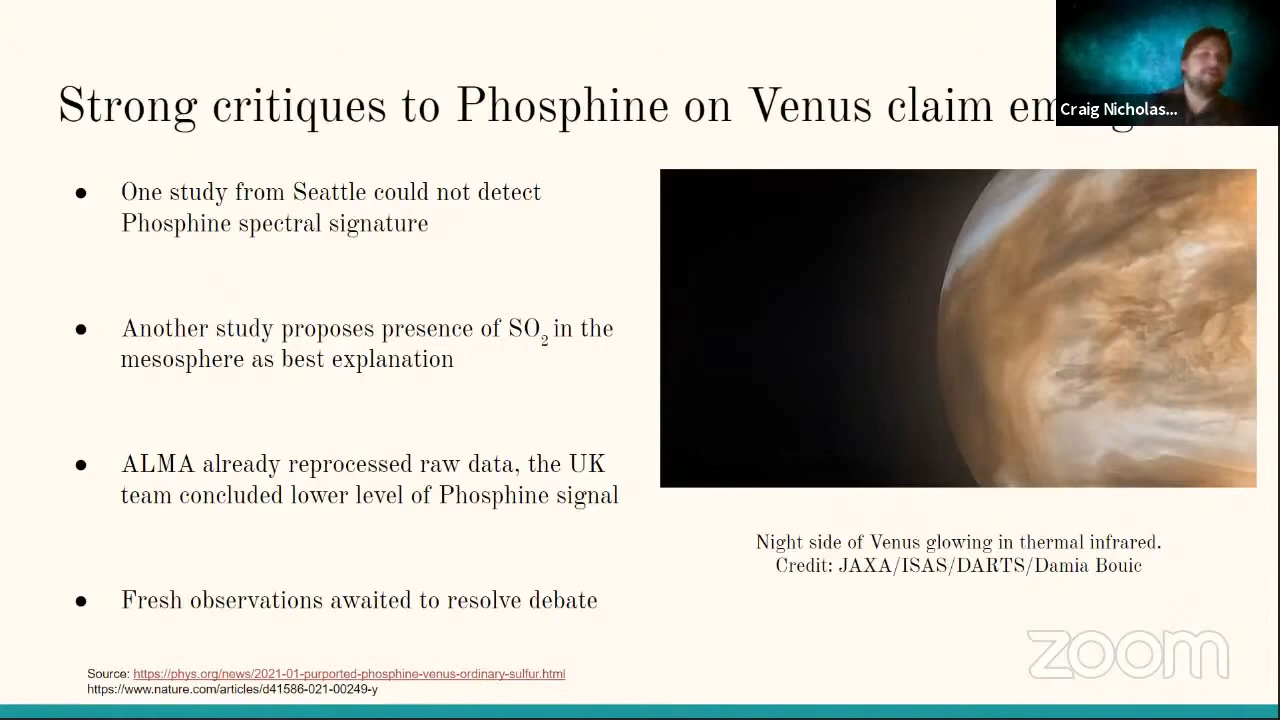 Strong critiques to Phosphine on Venus claim em
Craig Nicholas...
● One study from Seattle could not detect
Phosphine spectral signature
● Another study proposes presence of SO₂ in the
mesosphere as best explanation
● ALMA already reprocessed raw data, the UK
team concluded lower level of Phosphine signal
● Fresh observations awaited to resolve debate
Night side of Venus glowing in thermal infrared.
Credit: JAXA/ISAS/DARTS/Damia Bouic
Source: https://phys.org/news/2021-01-purported-phosphine-venus-ordinary-sulfur.html
https://www.nature.com/articles/d41586-021-00249-y
zoom